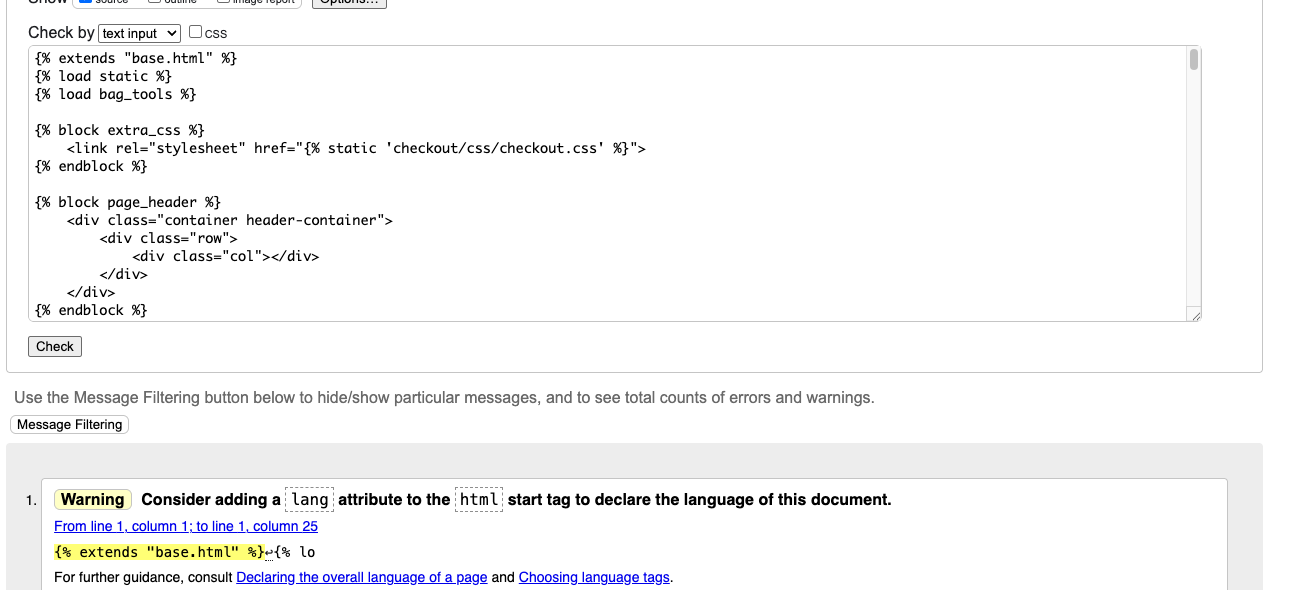 Show source outline image report Options...
Check by text input css
{% extends "base.html" %}
{% load static %}
{% load bag_tools %}
{% block extra_css %}
<link rel="stylesheet" href="{% static 'checkout/css/checkout.css' %}">
{% endblock %}
{% block page_header %}
<div class="container header-container">
<div class="row">
<div class="col"></div>
</div>
</div>
{% endblock %}
Check
Use the Message Filtering button below to hide/show particular messages, and to see total counts of errors and warnings.
Message Filtering
1. Warning Consider adding a lang attribute to the html start tag to declare the language of this document.
From line 1, column 1; to line 1, column 25
{% extends "base.html" %}↩{% lo
For further guidance, consult Declaring the overall language of a page and Choosing language tags.